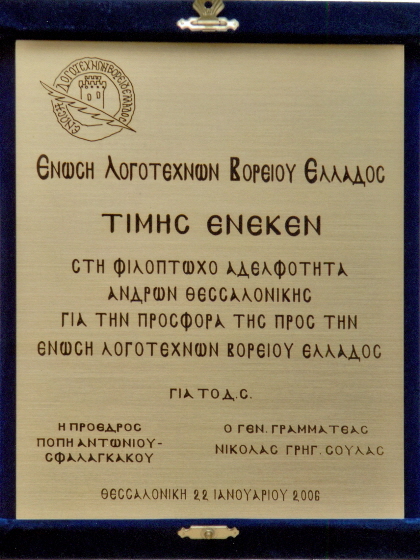 ΕΝΩΣΗ ΛΟΓΟΤΕΧΝΩΝ ΒΟΡΕΙΟΥ ΕΛΛΑΔΟΣ
ΕΝΩΣΗ ΛΟΓΟΤΕΧΝΩΝ ΒΟΡΕΙΟΥ ΕΛΛΑΔΟΣ
ΤΙΜΗΣ ΕΝΕΚΕΝ
ΣΤΗ ΦΙΛΟΠΤΩΧΟ ΑΔΕΛΦΟΤΗΤΑ
ΑΝΔΡΩΝ ΘΕΣΣΑΛΟΝΙΚΗΣ
ΓΙΑ ΤΗΝ ΠΡΟΣΦΟΡΑ ΤΗΣ ΠΡΟΣ ΤΗΝ
ΕΝΩΣΗ ΛΟΓΟΤΕΧΝΩΝ ΒΟΡΕΙΟΥ ΕΛΛΑΔΟΣ
ΓΙΑ ΤΟ Δ.Σ.
Η ΠΡΟΕΔΡΟΣ
ΠΟΠΗ ΑΝΤΩΝΙΟΥ-
ΣΦΑΛΑΓΚΑΚΟΥ
Ο ΓΕΝ. ΓΡΑΜΜΑΤΕΑΣ
ΝΙΚΟΛΑΣ ΓΡΗΓ. ΣΟΥΛΑΣ
ΘΕΣΣΑΛΟΝΙΚΗ 22 ΙΑΝΟΥΑΡΙΟΥ 2006